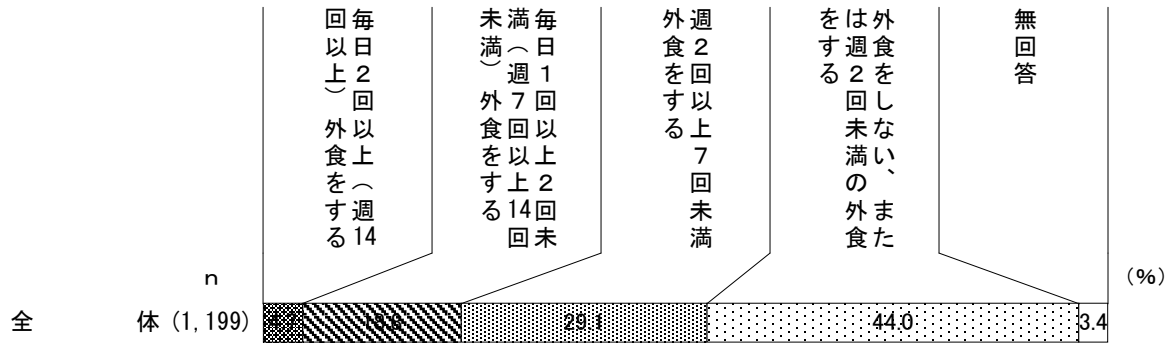 毎日２回以上（週14
回以上）外食をする
毎日１回以上２回未
満（週７回以上14回
未満）外食をする
週２回以上７回未満
外食をする
外食をしない、また
は週２回未満の外食
をする
無回答
ｎ
（％）
全　体 (1,199) 4.7 18.8 29.1 44.0 3.4